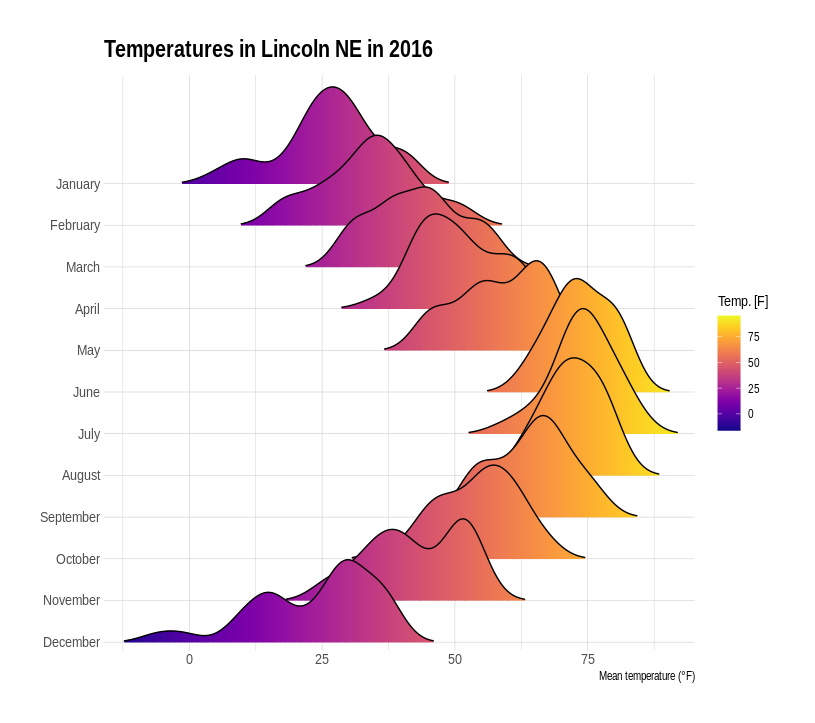 Temperatures in Lincoln NE in 2016
January
February
March
April
May
June
July
August
September
October
November
December
0 25 50 75
Mean temperature (°F)
Temp. [F]
75
50
25
0